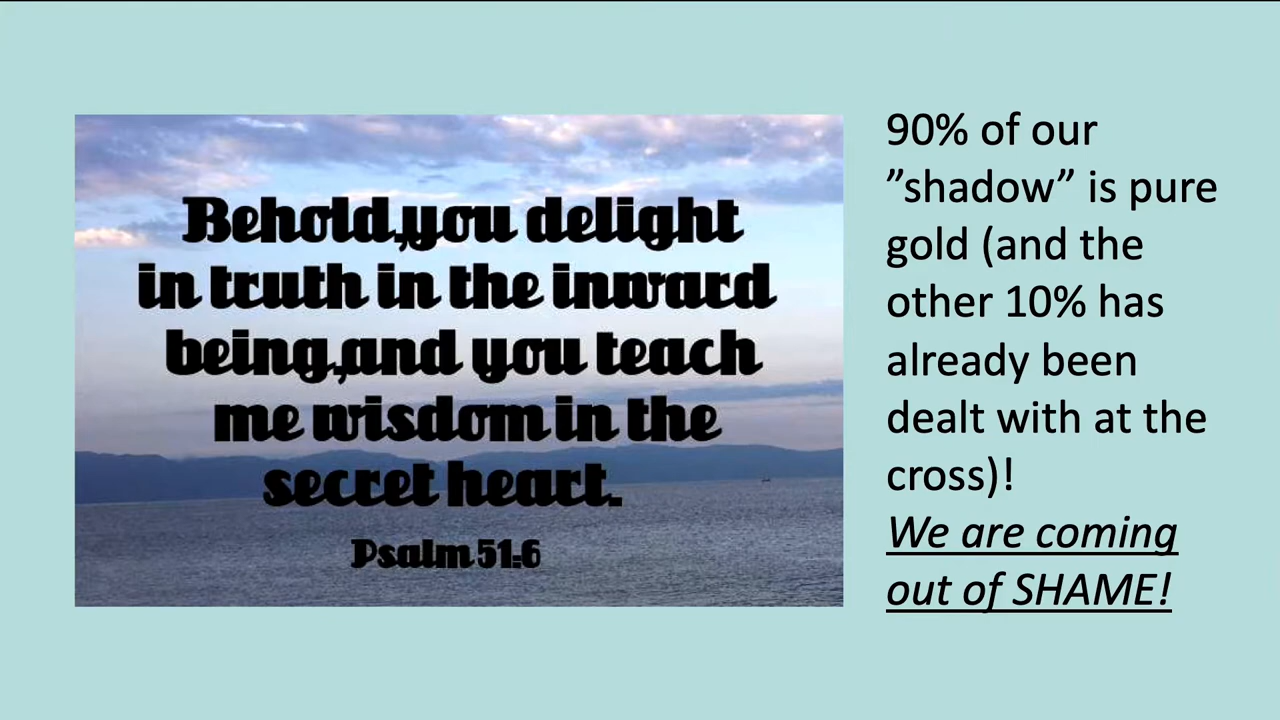 Behold,you delight
in truth in the inward
being,and you teach
me wisdom in the
secret heart.
Psalm 51:6
90% of our
”shadow” is pure
gold (and the
other 10% has
already been
dealt with at the
cross)!
We are coming
out of SHAME!